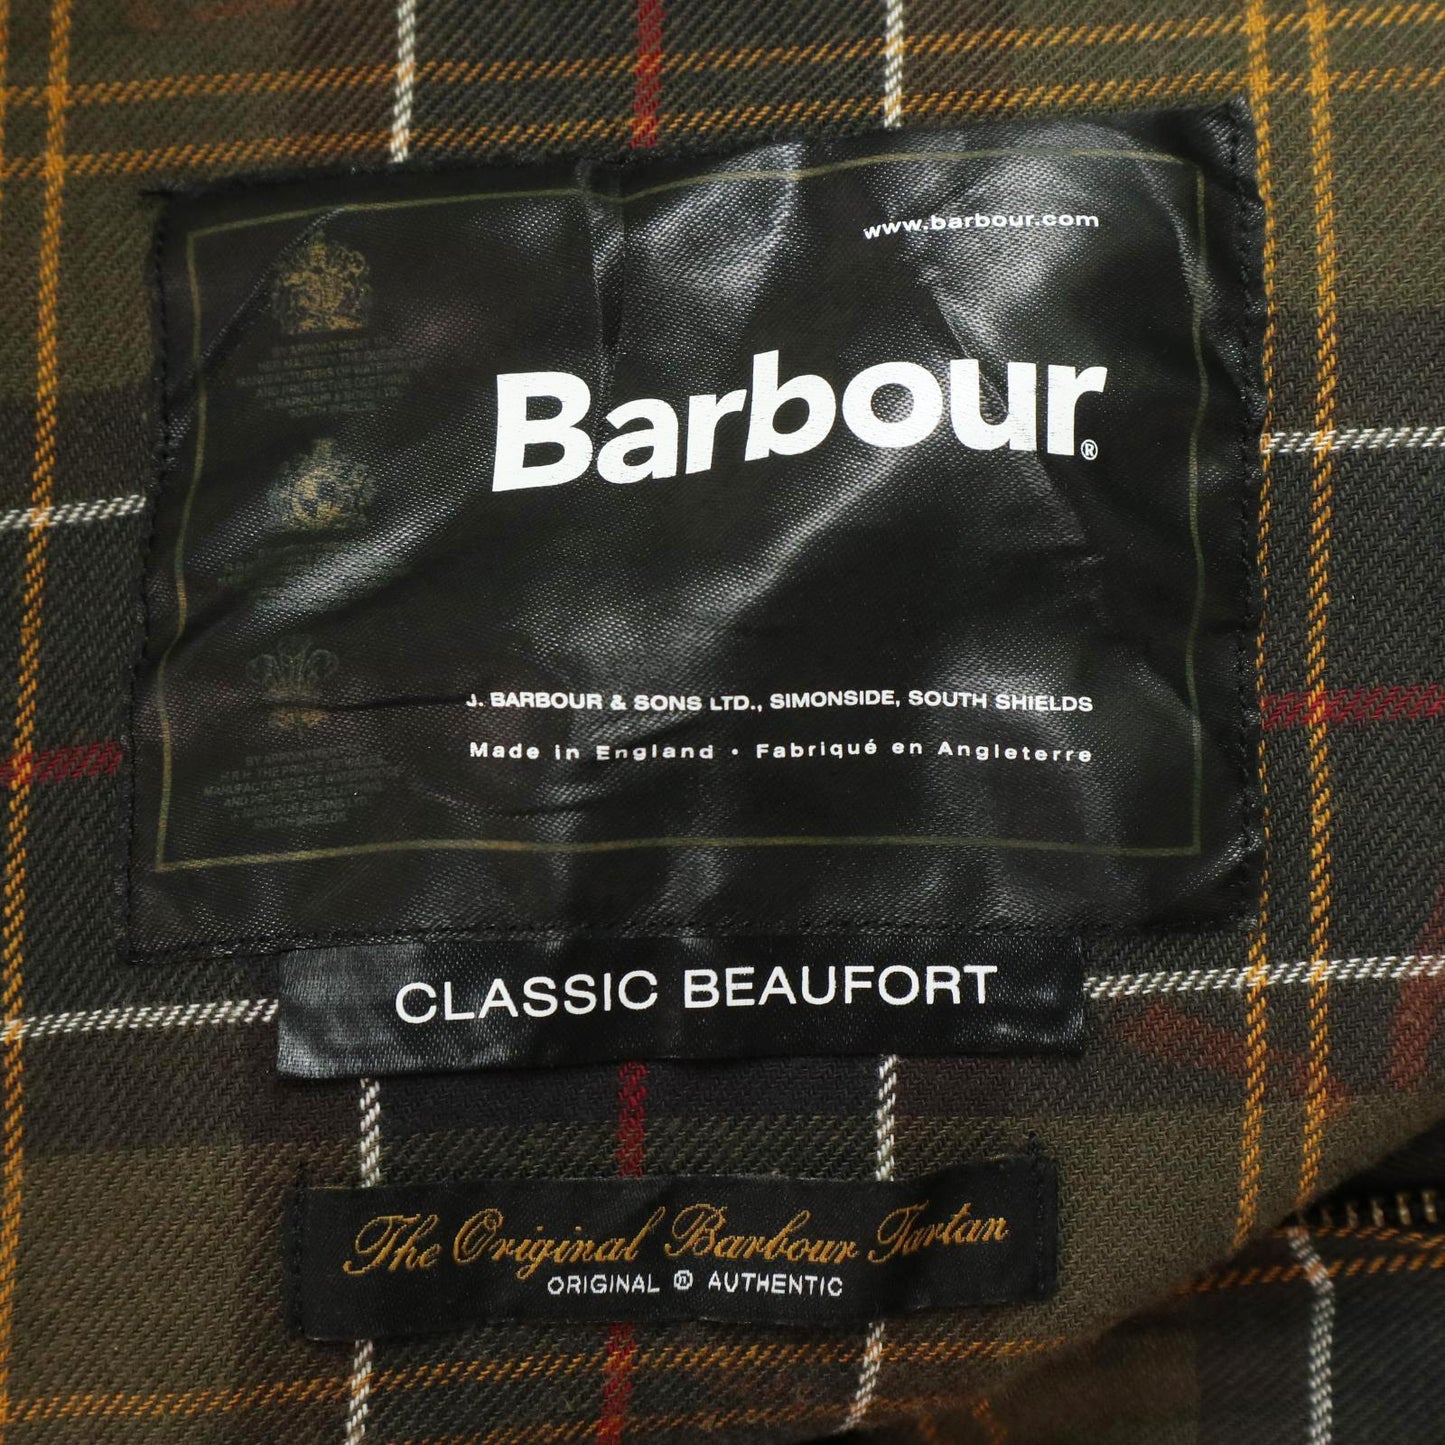 www.barbour.com
Barbour®
J. BARBOUR & SONS LTD., SIMONSIDE, SOUTH SHIELDS
Made in England • Fabriqué en Angleterre
CLASSIC BEAUFORT
The Original Barbour Tartan
ORIGINAL ® AUTHENTIC